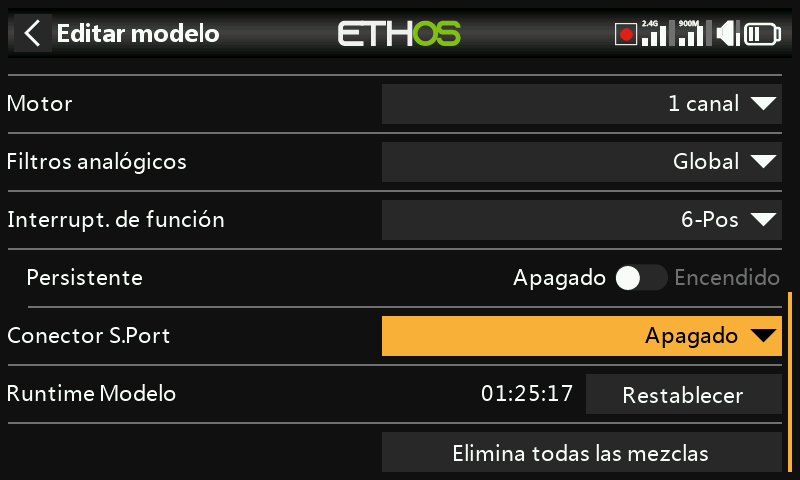 Editar modelo ETHOS 2.4G 900M
Motor 1 canal
Filtros analógicos Global
Interrupt. de función 6-Pos
Persistente Apagado Encendido
Conector S.Port Apagado
Runtime Modelo 01:25:17 Restablecer
Elimina todas las mezclas